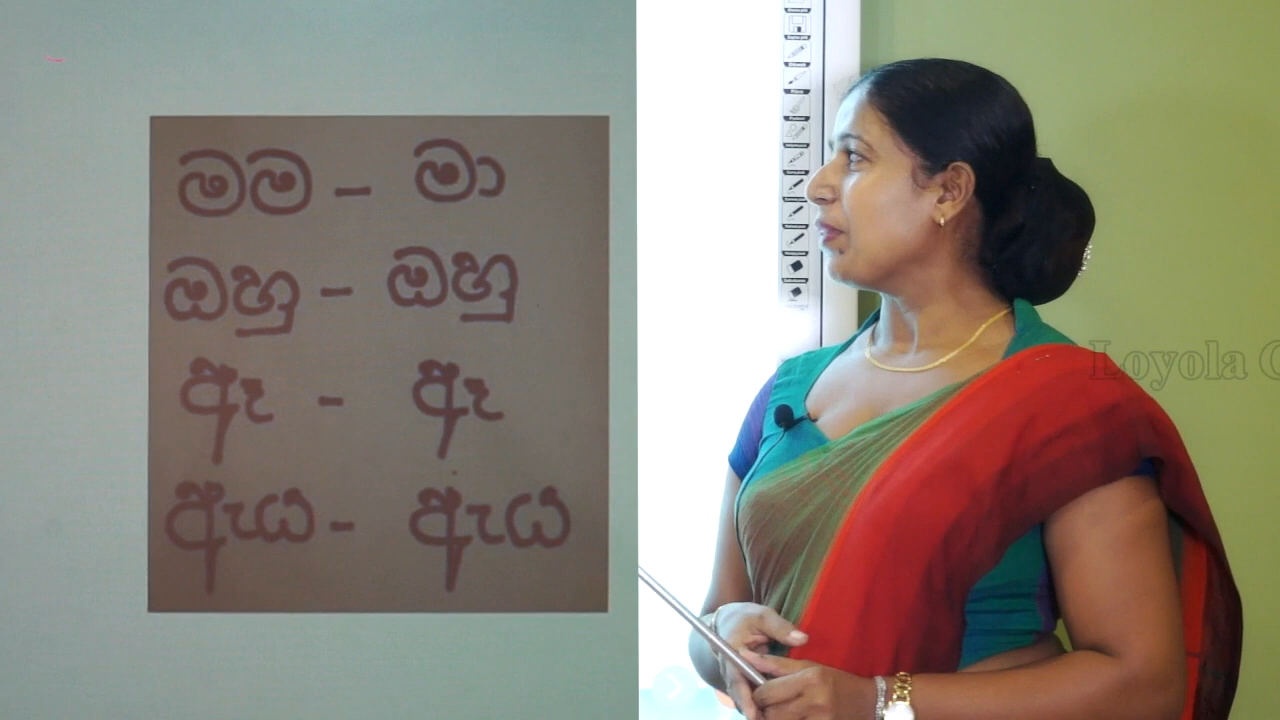 මම - මා
ඔහු - ඔහු
ඈ - ඈ
ඇය - ඇය
Loyola